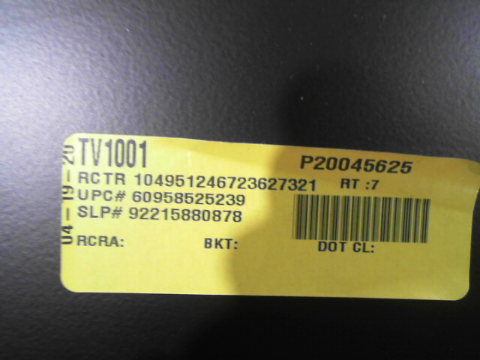 04-19-20
TV1001
P20045625
RCTR 104951246723627321 RT :7
UPC# 60958525239
SLP# 92215880878
RCRA: BKT: DOT CL: